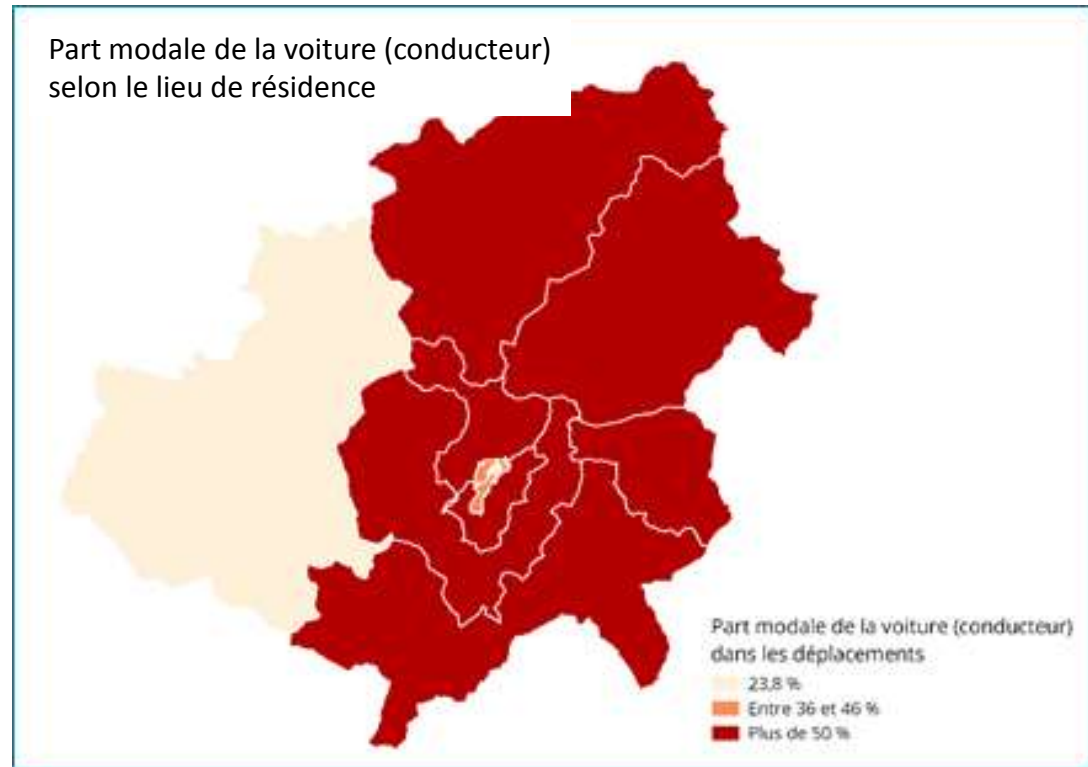 Part modale de la voiture (conducteur)
selon le lieu de résidence
Part modale de la voiture (conducteur)
dans les déplacements
23,8 %
Entre 36 et 46 %
Plus de 50 %